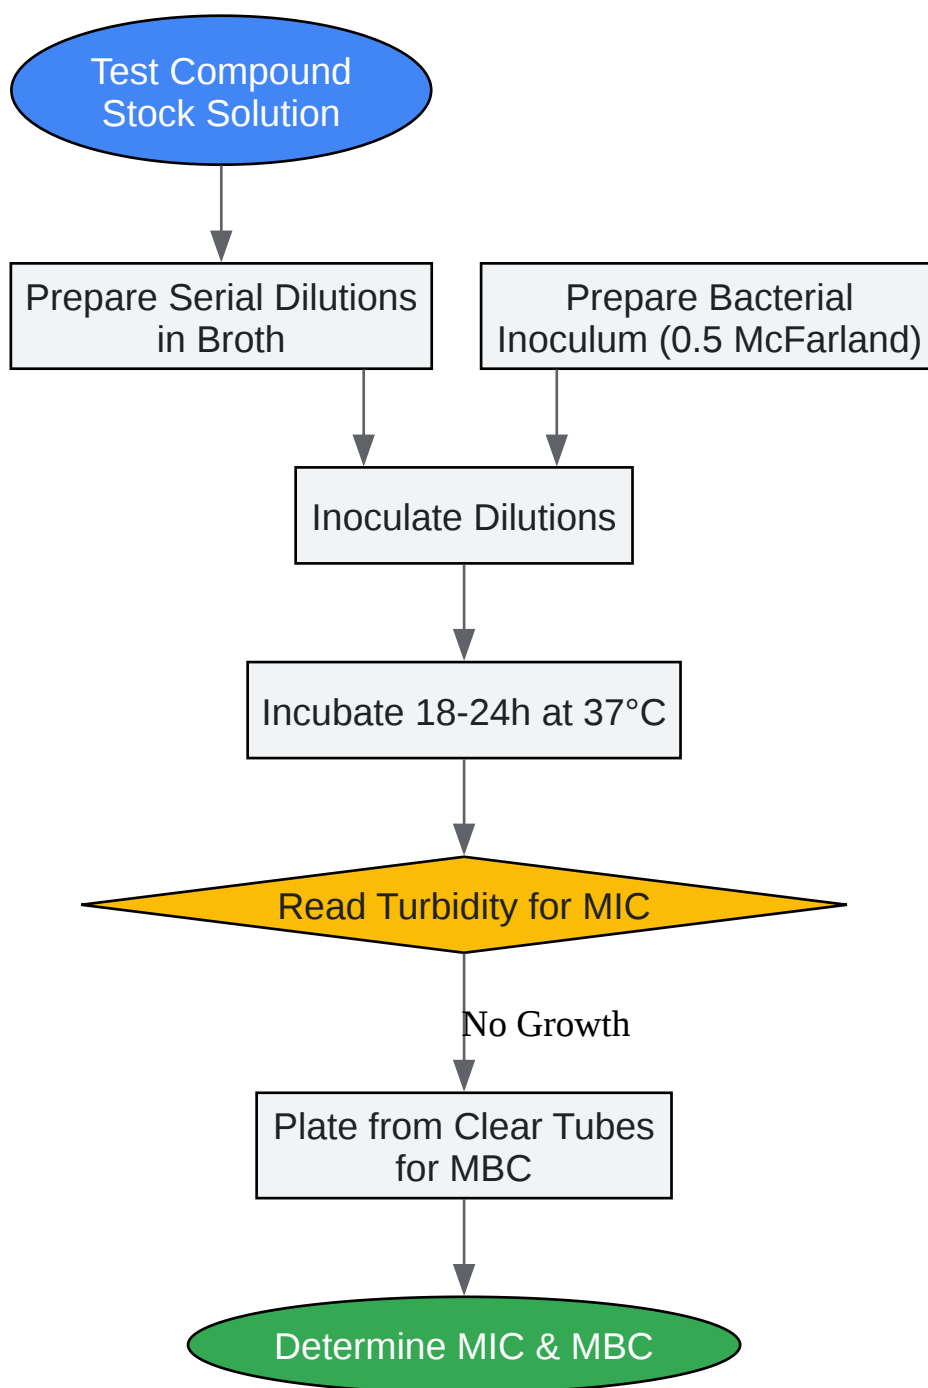 Test Compound
Stock Solution
Prepare Serial Dilutions
in Broth
Prepare Bacterial
Inoculum (0.5 McFarland)
Inoculate Dilutions
Incubate 18-24h at 37°C
Read Turbidity for MIC
No Growth
Plate from Clear Tubes
for MBC
Determine MIC & MBC